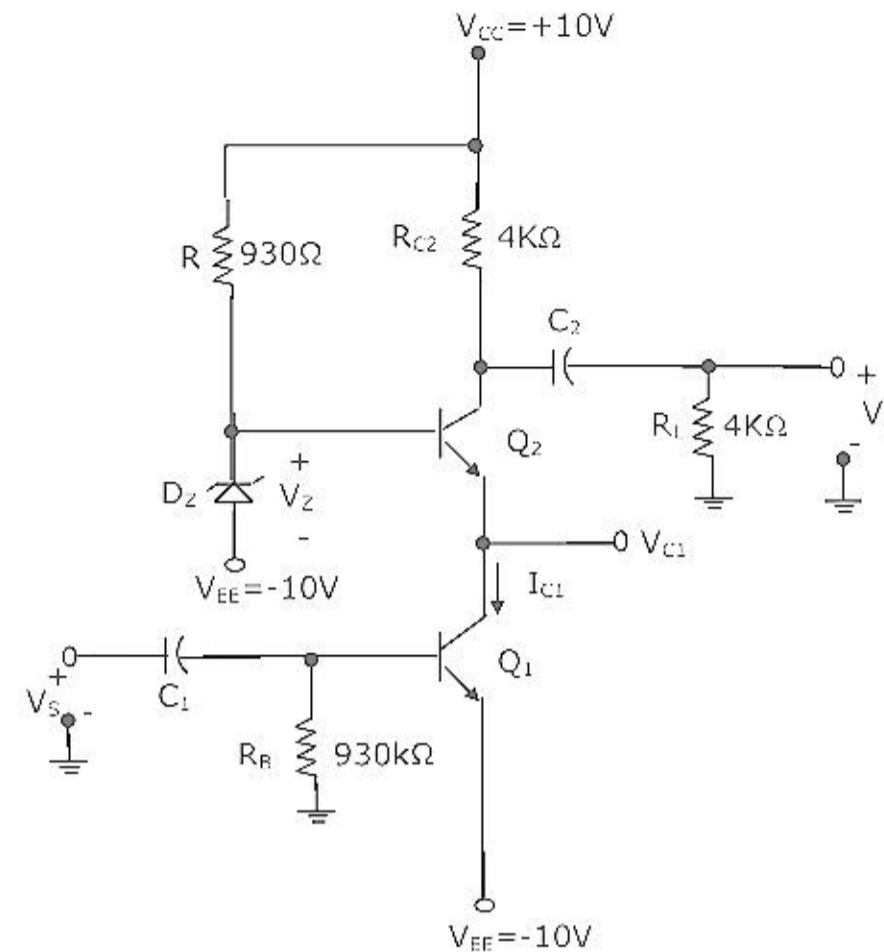 VCC=+10V
R 930Ω
RC2 4KΩ
C2
+
V
-
RL 4KΩ
Q2
DZ
+
VZ
-
VC1
VEE=-10V
IC1
Q1
+
VS
-
C1
RB 930kΩ
VEE=-10V